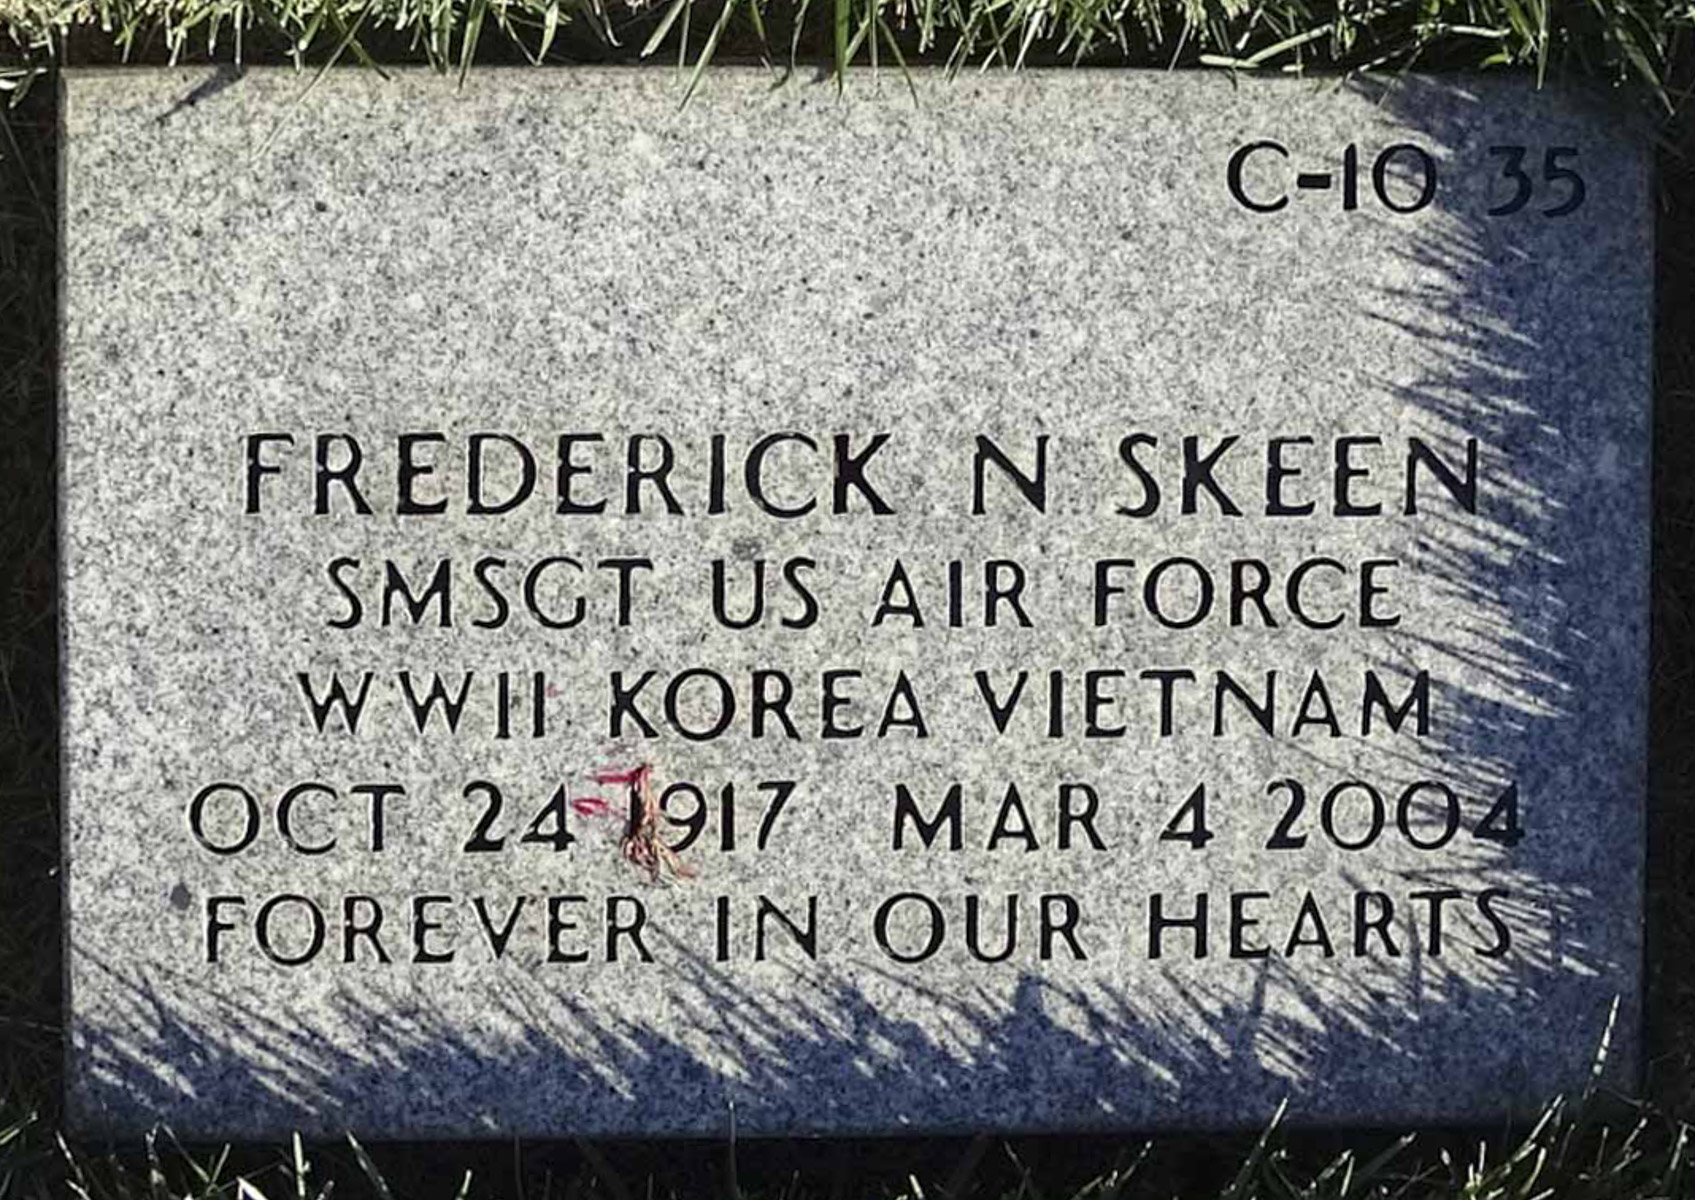 C-10 35
FREDERICK N SKEEN
SMSGT US AIR FORCE
WWII KOREA VIETNAM
OCT 24 1917 MAR 4 2004
FOREVER IN OUR HEARTS